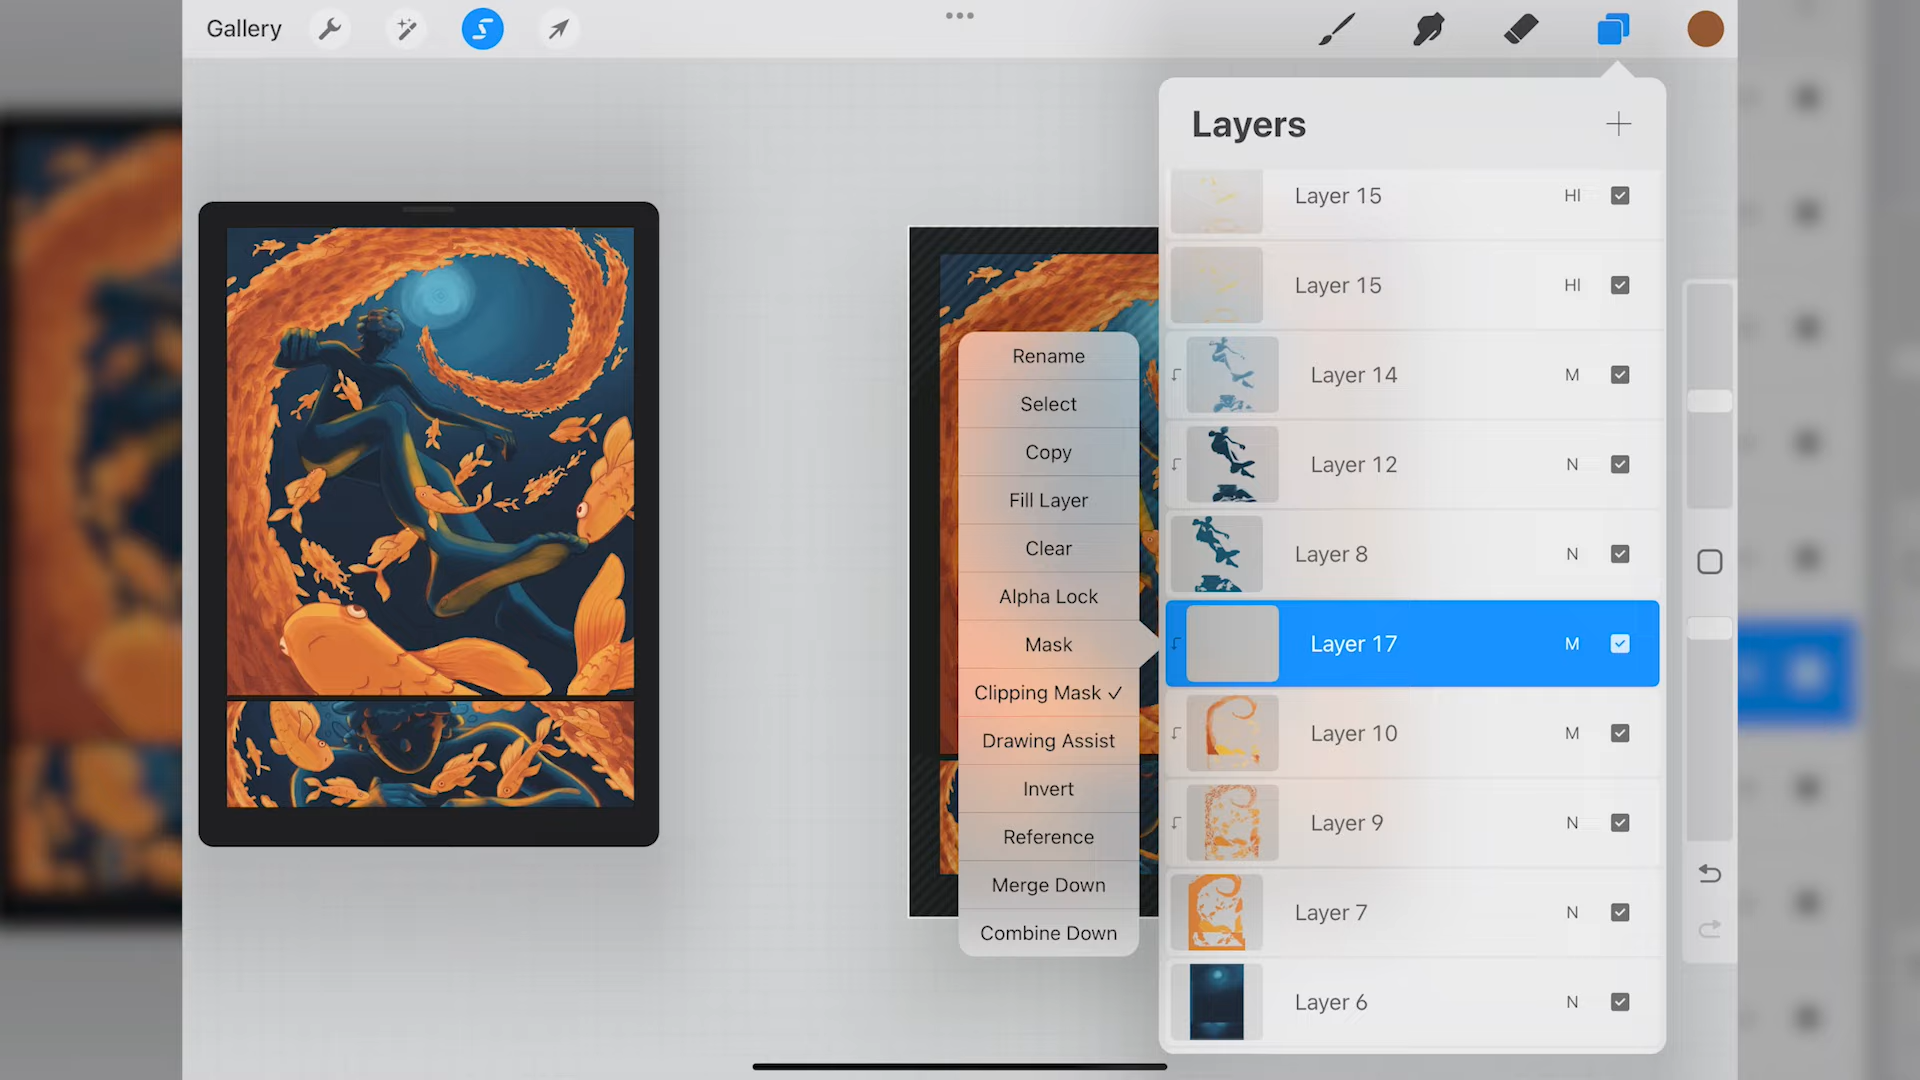 Gallery
Layers
Layer 15 HI
Layer 15 HI
Layer 14 M
Layer 12 N
Layer 8 N
Layer 17 M
Layer 10 M
Layer 9 N
Layer 7 N
Layer 6 N
Rename
Select
Copy
Fill Layer
Clear
Alpha Lock
Mask
Clipping Mask ✓
Drawing Assist
Invert
Reference
Merge Down
Combine Down